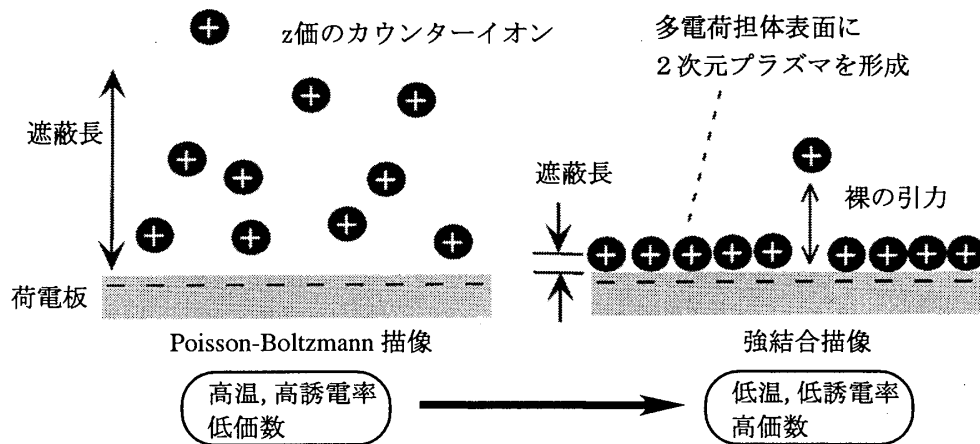 z価のカウンターイオン
遮蔽長
荷電板
Poisson-Boltzmann 描像
高温, 高誘電率
低価数
多電荷担体表面に
2次元プラズマを形成
遮蔽長
裸の引力
強結合描像
低温, 低誘電率
高価数